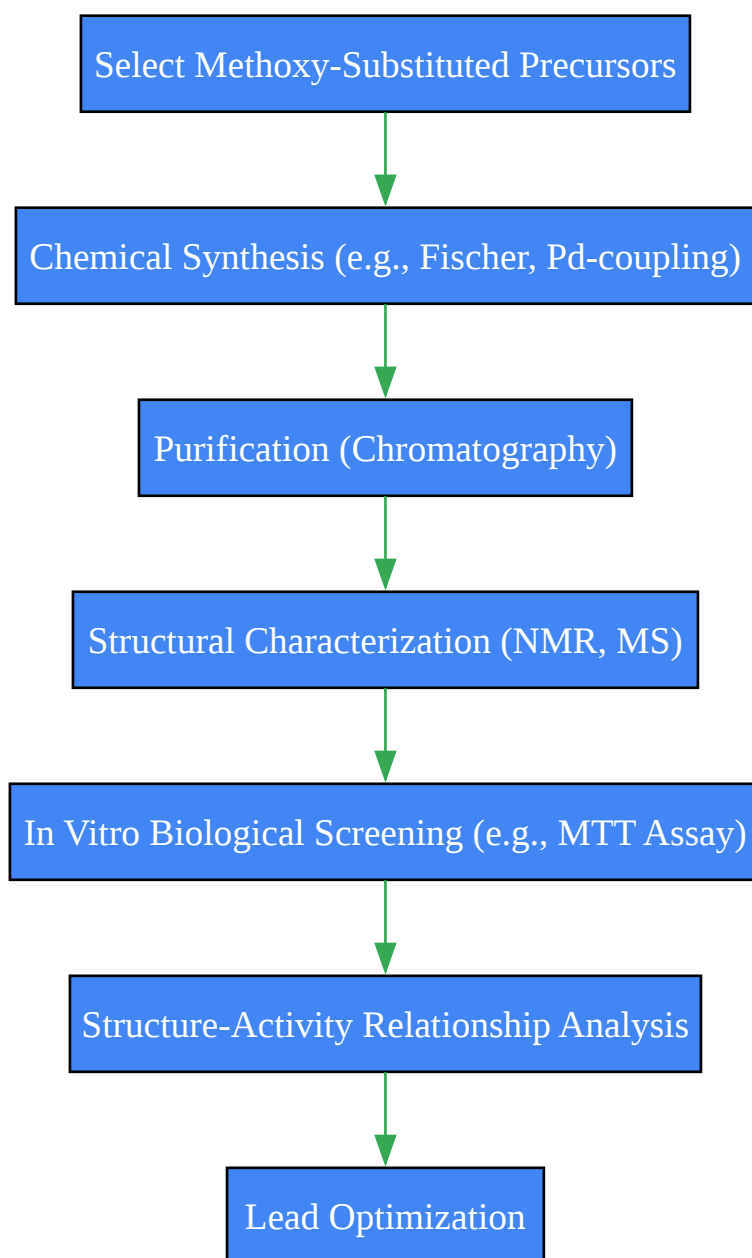 Select Methoxy-Substituted Precursors
Chemical Synthesis (e.g., Fischer, Pd-coupling)
Purification (Chromatography)
Structural Characterization (NMR, MS)
In Vitro Biological Screening (e.g., MTT Assay)
Structure-Activity Relationship Analysis
Lead Optimization